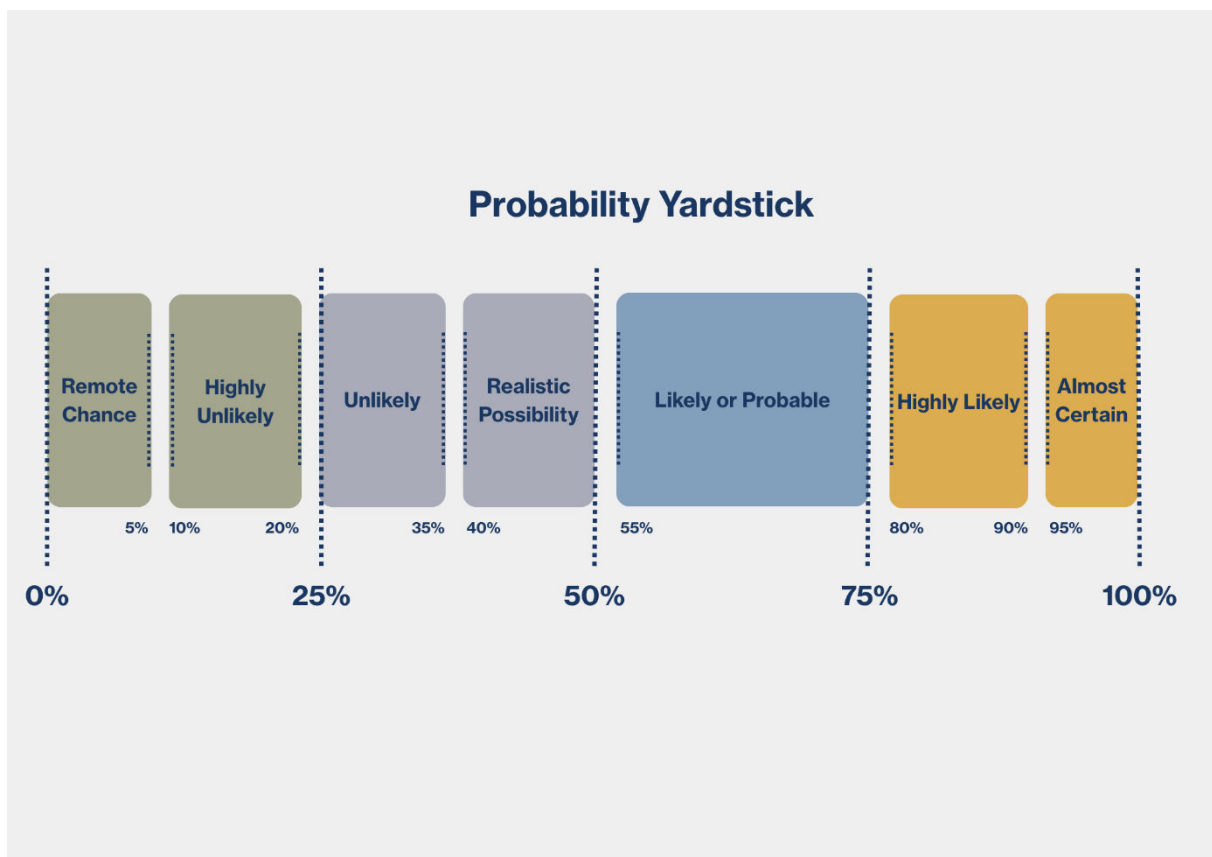 Probability Yardstick
Remote
Chance
Highly
Unlikely
Unlikely
Realistic
Possibility
Likely or Probable
Highly Likely
Almost
Certain
5%
10%
20%
35%
40%
55%
80%
90%
95%
0%
25%
50%
75%
100%